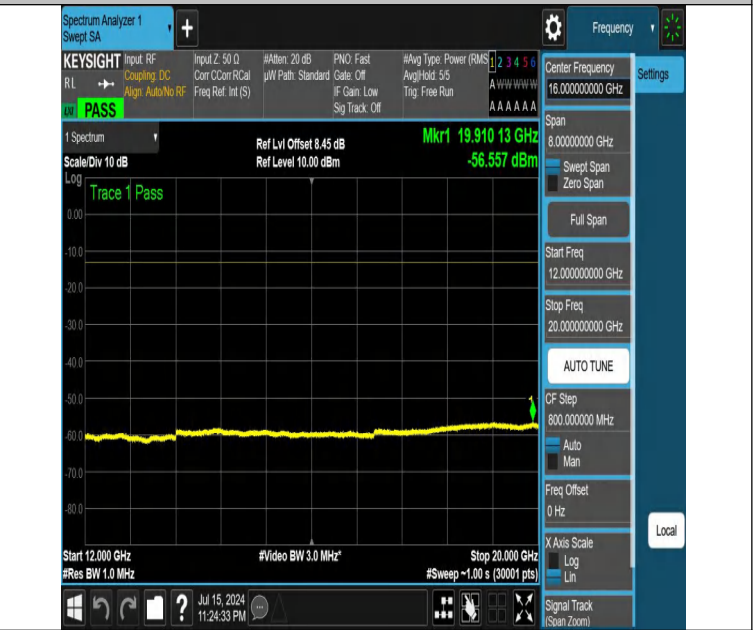 Spectrum Analyzer 1
Swept SA
+
Frequency
KEYSIGHT
RL
PASS
Input: RF
Coupling: DC
Align: Auto/No RF
Input Z: 50 Ω
Corr CCorr RCal
Freq Ref: Int (S)
#Atten: 20 dB
µW Path: Standard
PNO: Fast
Gate: Off
IF Gain: Low
Sig Track: Off
#Avg Type: Power (RMS
Avg|Hold: 5/5
Trig: Free Run
1 2 3 4 5 6
A W W W W W
A A A A A A
1 Spectrum
Scale/Div 10 dB
Ref Lvl Offset 8.45 dB
Ref Level 10.00 dBm
Mkr1 19.910 13 GHz
-56.557 dBm
Log
Trace 1 Pass
0.00
-10.0
-20.0
-30.0
-40.0
-50.0
-60.0
-70.0
-80.0
1
Start 12.000 GHz
#Res BW 1.0 MHz
#Video BW 3.0 MHz*
Stop 20.000 GHz
#Sweep ~1.00 s (30001 pts)
?
Jul 15, 2024
11:24:33 PM
Center Frequency
16.000000000 GHz
Settings
Span
8.00000000 GHz
Swept Span
Zero Span
Full Span
Start Freq
12.000000000 GHz
Stop Freq
20.000000000 GHz
AUTO TUNE
CF Step
800.000000 MHz
Auto
Man
Freq Offset
0 Hz
X Axis Scale
Log
Lin
Local
Signal Track
(Span Zoom)